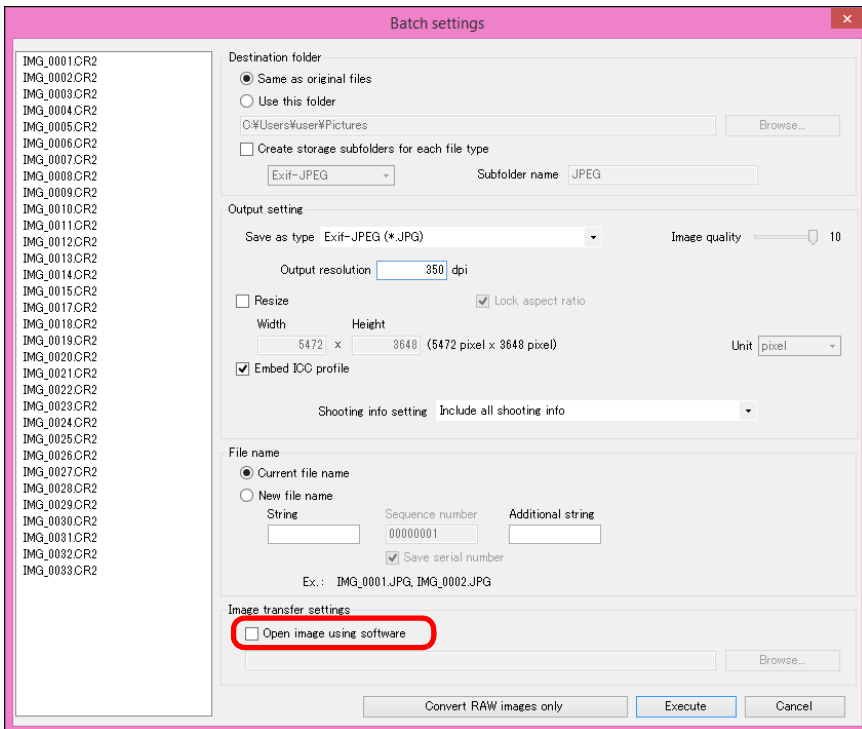 Batch settings
IMG_0001.CR2
IMG_0002.CR2
IMG_0003.CR2
IMG_0004.CR2
IMG_0005.CR2
IMG_0006.CR2
IMG_0007.CR2
IMG_0008.CR2
IMG_0009.CR2
IMG_0010.CR2
IMG_0011.CR2
IMG_0012.CR2
IMG_0013.CR2
IMG_0014.CR2
IMG_0015.CR2
IMG_0017.CR2
IMG_0018.CR2
IMG_0019.CR2
IMG_0020.CR2
IMG_0021.CR2
IMG_0022.CR2
IMG_0023.CR2
IMG_0024.CR2
IMG_0025.CR2
IMG_0026.CR2
IMG_0027.CR2
IMG_0028.CR2
IMG_0029.CR2
IMG_0030.CR2
IMG_0031.CR2
IMG_0032.CR2
IMG_0033.CR2
Destination folder
Same as original files
Use this folder
C:¥Users¥user¥Pictures Browse...
Create storage subfolders for each file type
Exif-JPEG Subfolder name JPEG
Output setting
Save as type Exif-JPEG (*.JPG) Image quality 10
Output resolution 350 dpi
Resize Lock aspect ratio
Width Height
5472 x 3648 (5472 pixel x 3648 pixel) Unit pixel
Embed ICC profile
Shooting info setting Include all shooting info
File name
Current file name
New file name
String Sequence number Additional string
00000001
Save serial number
Ex.: IMG_0001.JPG, IMG_0002.JPG
Image transfer settings
Open image using software
Browse...
Convert RAW images only Execute Cancel